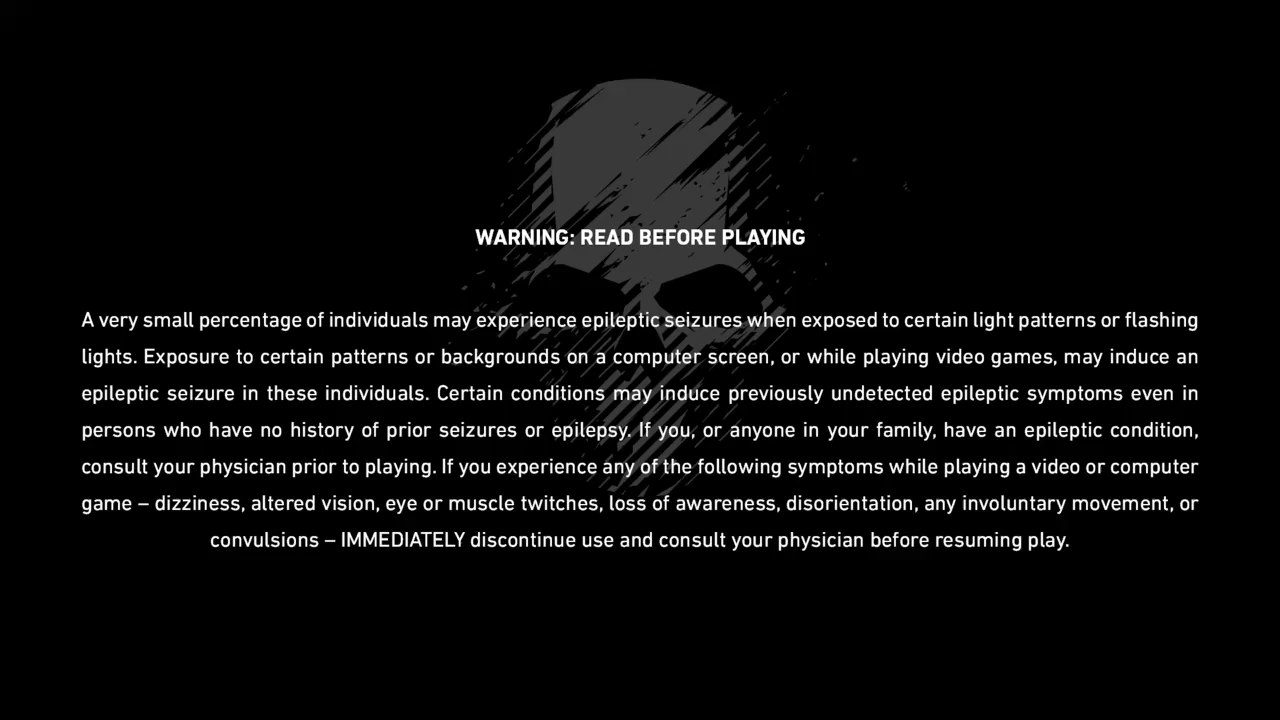 WARNING: READ BEFORE PLAYING
A very small percentage of individuals may experience epileptic seizures when exposed to certain light patterns or flashing
lights. Exposure to certain patterns or backgrounds on a computer screen, or while playing video games, may induce an
epileptic seizure in these individuals. Certain conditions may induce previously undetected epileptic symptoms even in
persons who have no history of prior seizures or epilepsy. If you, or anyone in your family, have an epileptic condition,
consult your physician prior to playing. If you experience any of the following symptoms while playing a video or computer
game – dizziness, altered vision, eye or muscle twitches, loss of awareness, disorientation, any involuntary movement, or
convulsions – IMMEDIATELY discontinue use and consult your physician before resuming play.